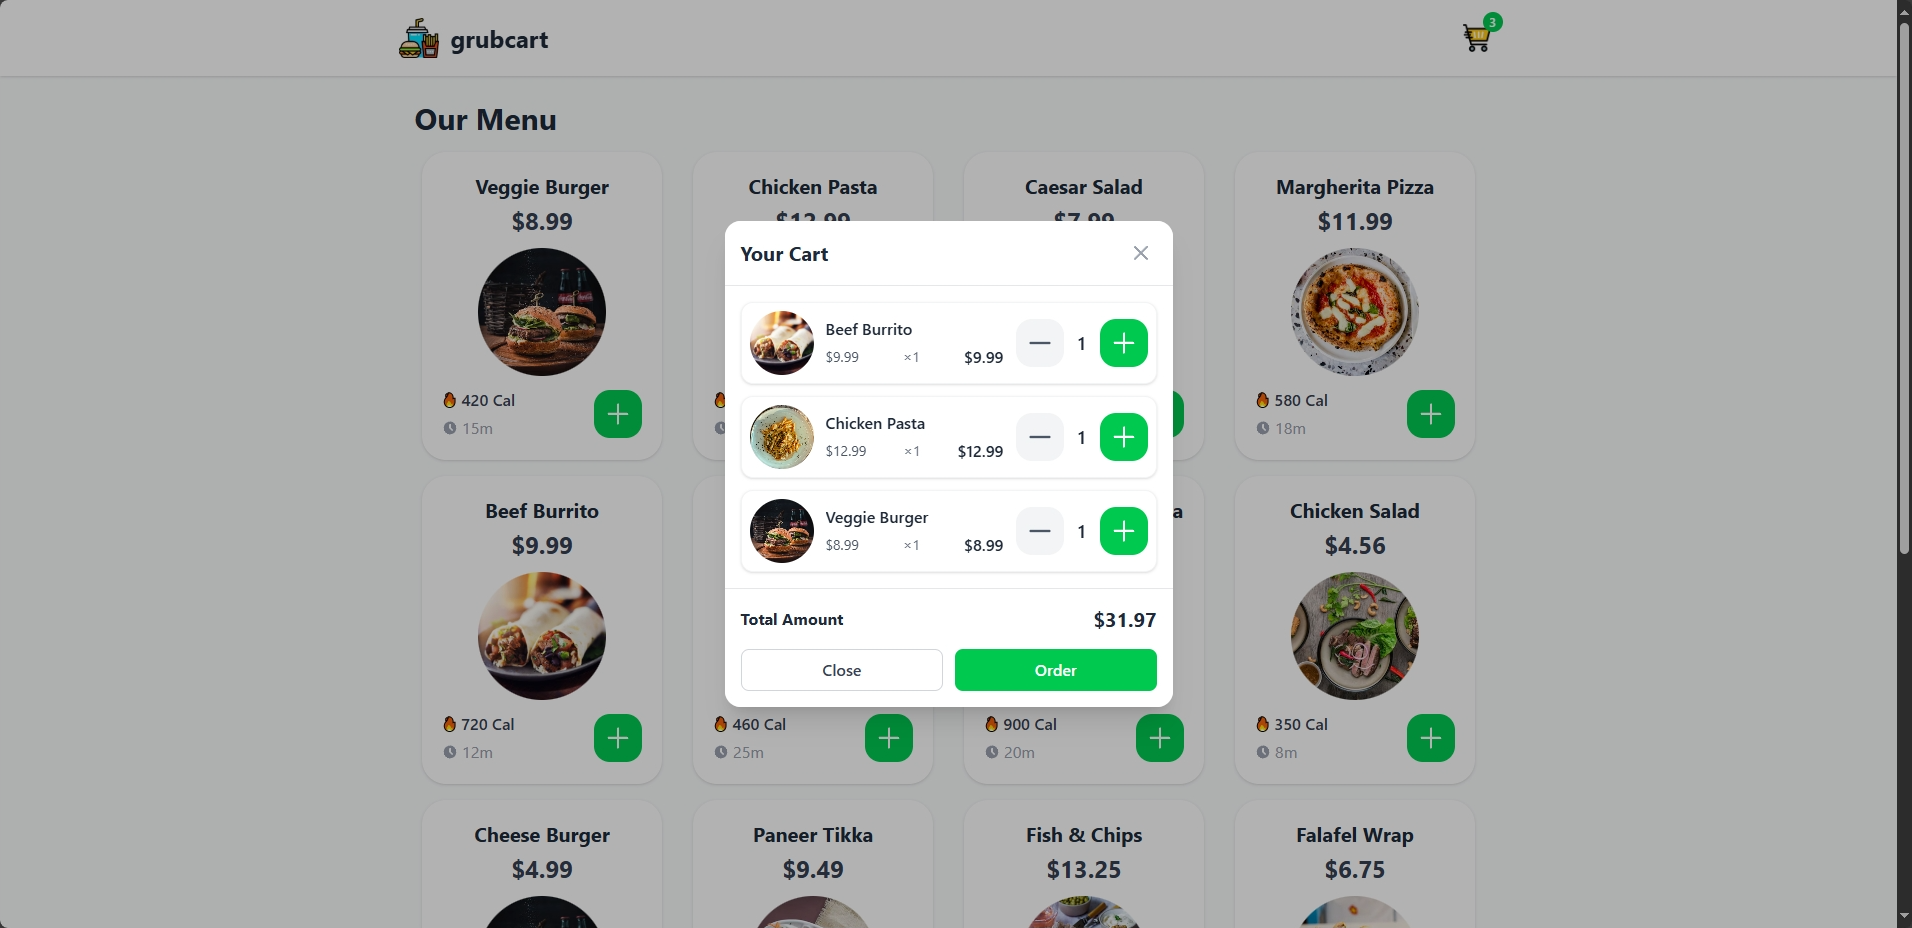 grubcart
3
Our Menu
Veggie Burger
$8.99
420 Cal
15m
Chicken Pasta
$12.99
Caesar Salad
$7.99
Margherita Pizza
$11.99
580 Cal
18m
Your Cart
Beef Burrito
$9.99 ×1 $9.99
1
Chicken Pasta
$12.99 ×1 $12.99
1
Veggie Burger
$8.99 ×1 $8.99
1
Total Amount $31.97
Close
Order
Beef Burrito
$9.99
720 Cal
12m
460 Cal
25m
a
900 Cal
20m
Chicken Salad
$4.56
350 Cal
8m
Cheese Burger
$4.99
Paneer Tikka
$9.49
Fish & Chips
$13.25
Falafel Wrap
$6.75